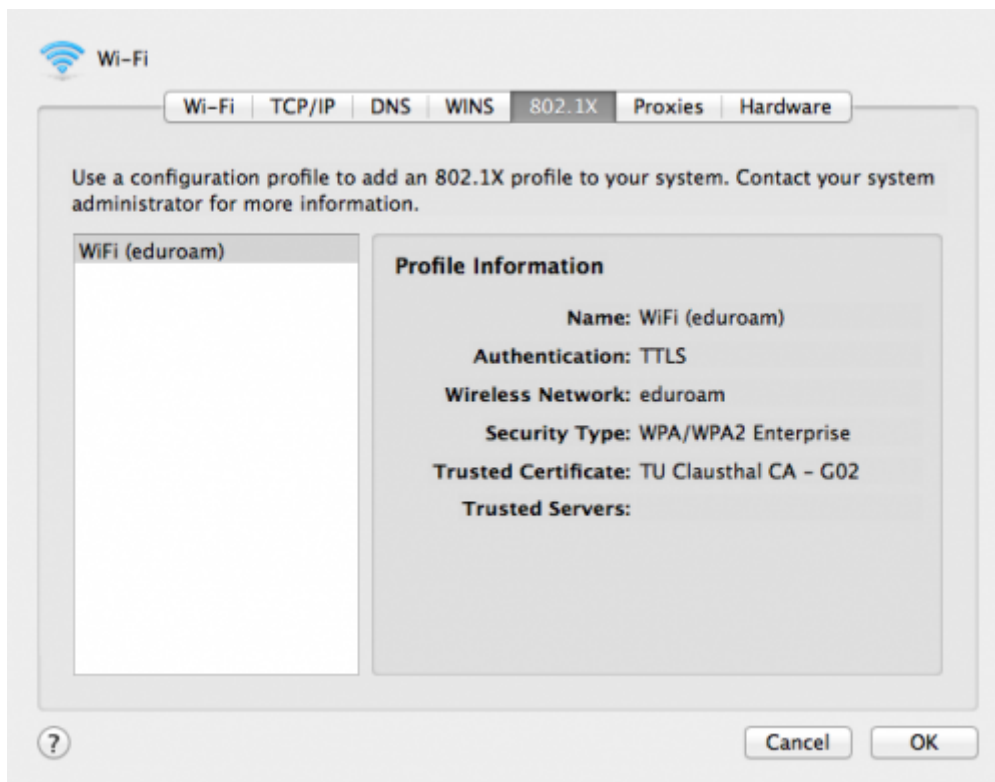 Wi-Fi
Wi-Fi TCP/IP DNS WINS 802.1X Proxies Hardware
Use a configuration profile to add an 802.1X profile to your system. Contact your system
administrator for more information.
WiFi (eduroam)
Profile Information
Name: WiFi (eduroam)
Authentication: TTLS
Wireless Network: eduroam
Security Type: WPA/WPA2 Enterprise
Trusted Certificate: TU Clausthal CA - G02
Trusted Servers:
? Cancel OK